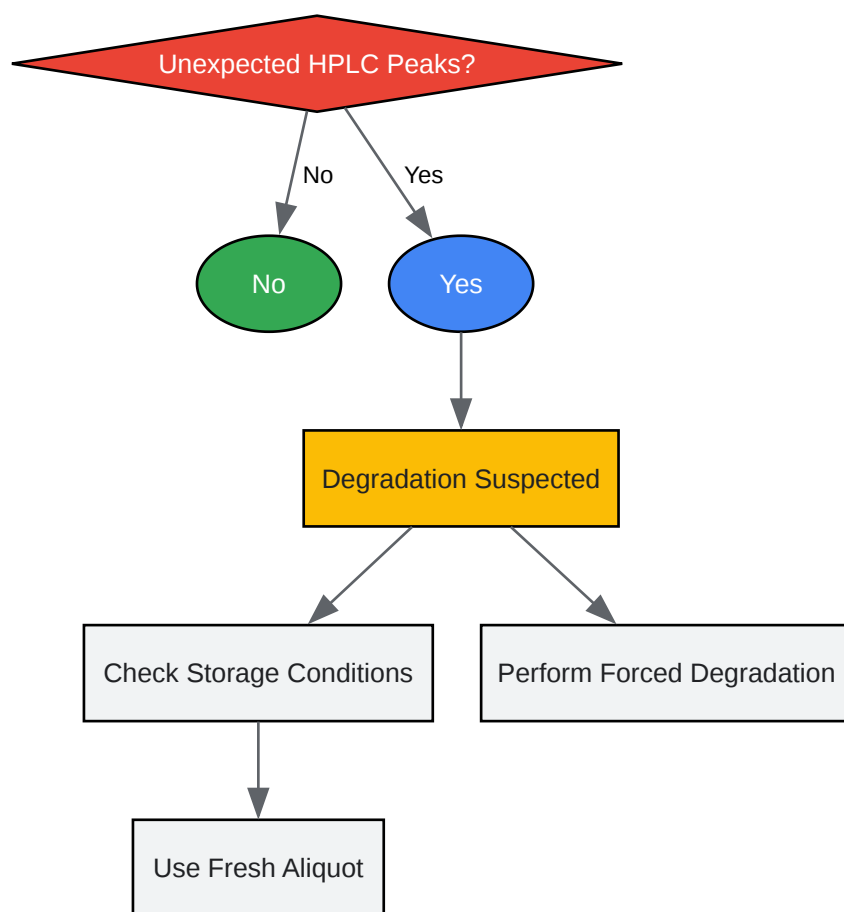 Unexpected HPLC Peaks?
No
Yes
No
Yes
Degradation Suspected
Check Storage Conditions
Perform Forced Degradation
Use Fresh Aliquot